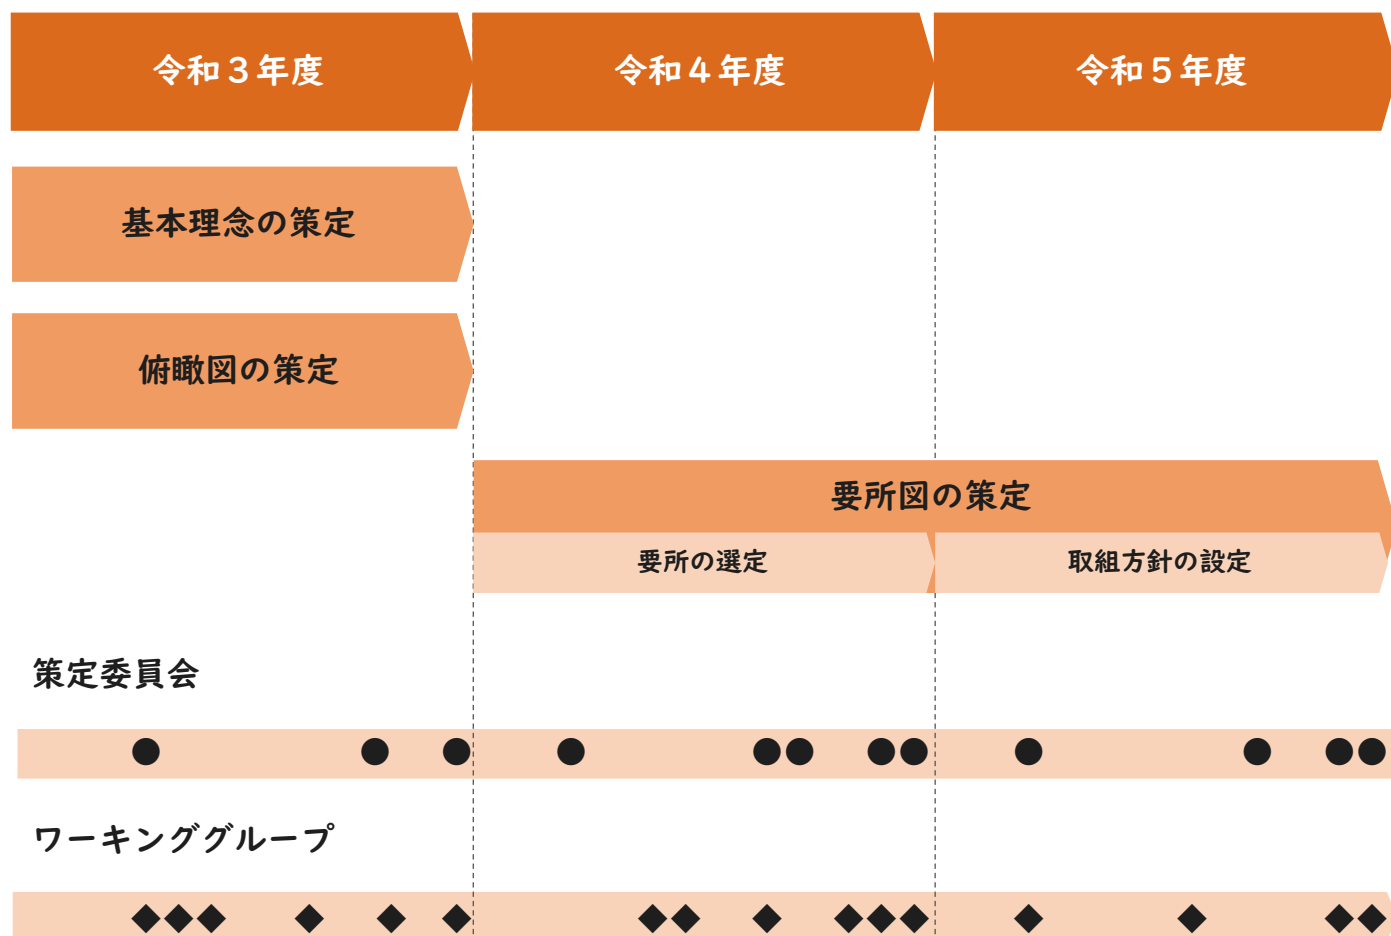 令和３年度
令和４年度
令和５年度
基本理念の策定
俯瞰図の策定
要所図の策定
要所の選定
取組方針の設定
策定委員会
ワーキンググループ